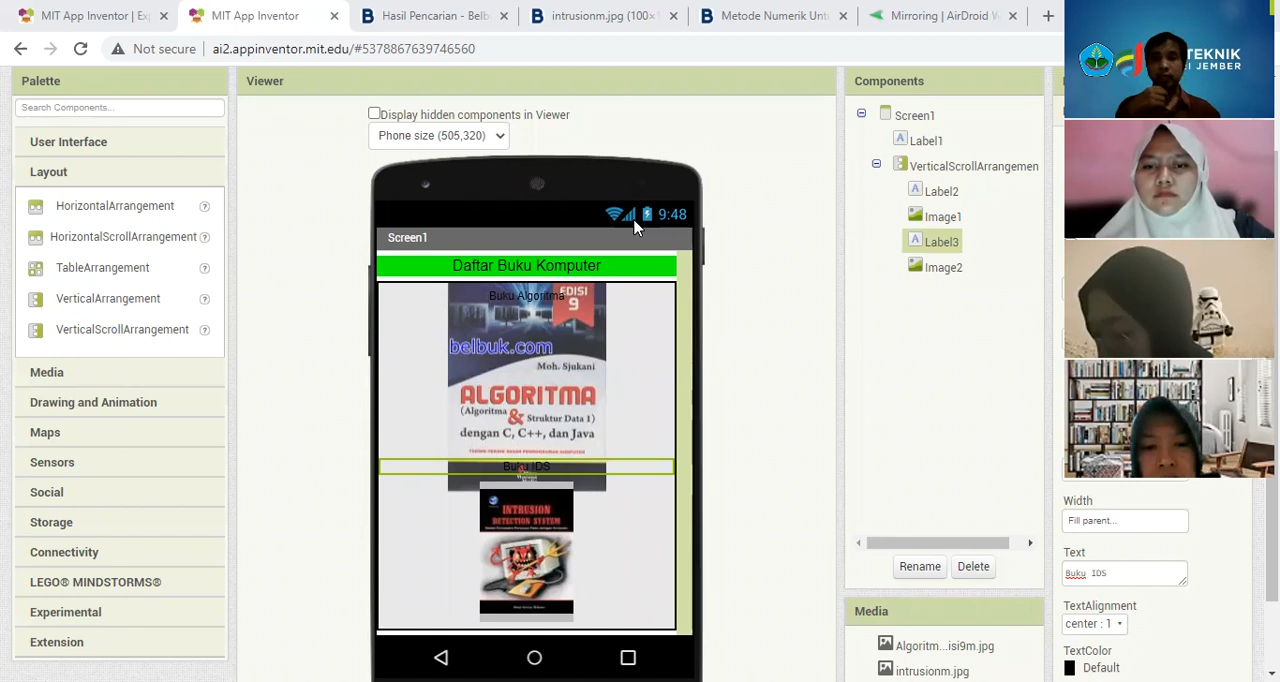 MIT App Inventor | Exp
MIT App Inventor
Hasil Pencarian - Belb
intrusionm.jpg (100×1
Metode Numerik Untu
Mirroring | AirDroid W
Not secure
ai2.appinventor.mit.edu/#5378867639746560
Palette
Search Components...
User Interface
Layout
HorizontalArrangement
HorizontalScrollArrangement
TableArrangement
VerticalArrangement
VerticalScrollArrangement
Media
Drawing and Animation
Maps
Sensors
Social
Storage
Connectivity
LEGO® MINDSTORMS®
Experimental
Extension
Viewer
Display hidden components in Viewer
Phone size (505,320)
9:48
Screen1
Daftar Buku Komputer
Buku Algoritma
EDISI
9
belbuk.com
Moh. Sjukani
ALGORITMA
(Algoritma
& Struktur Data 1)
dengan C, C++, dan Java
Buku IDS
INTRUSION
DETECTION SYSTEM
Components
Screen1
Label1
VerticalScrollArrangemen
Label2
Image1
Label3
Image2
Rename
Delete
Media
Algoritm...isi9m.jpg
intrusionm.jpg
TEKNIK
I JEMBER
Width
Fill parent...
Text
Buku IDS
TextAlignment
center : 1
TextColor
Default